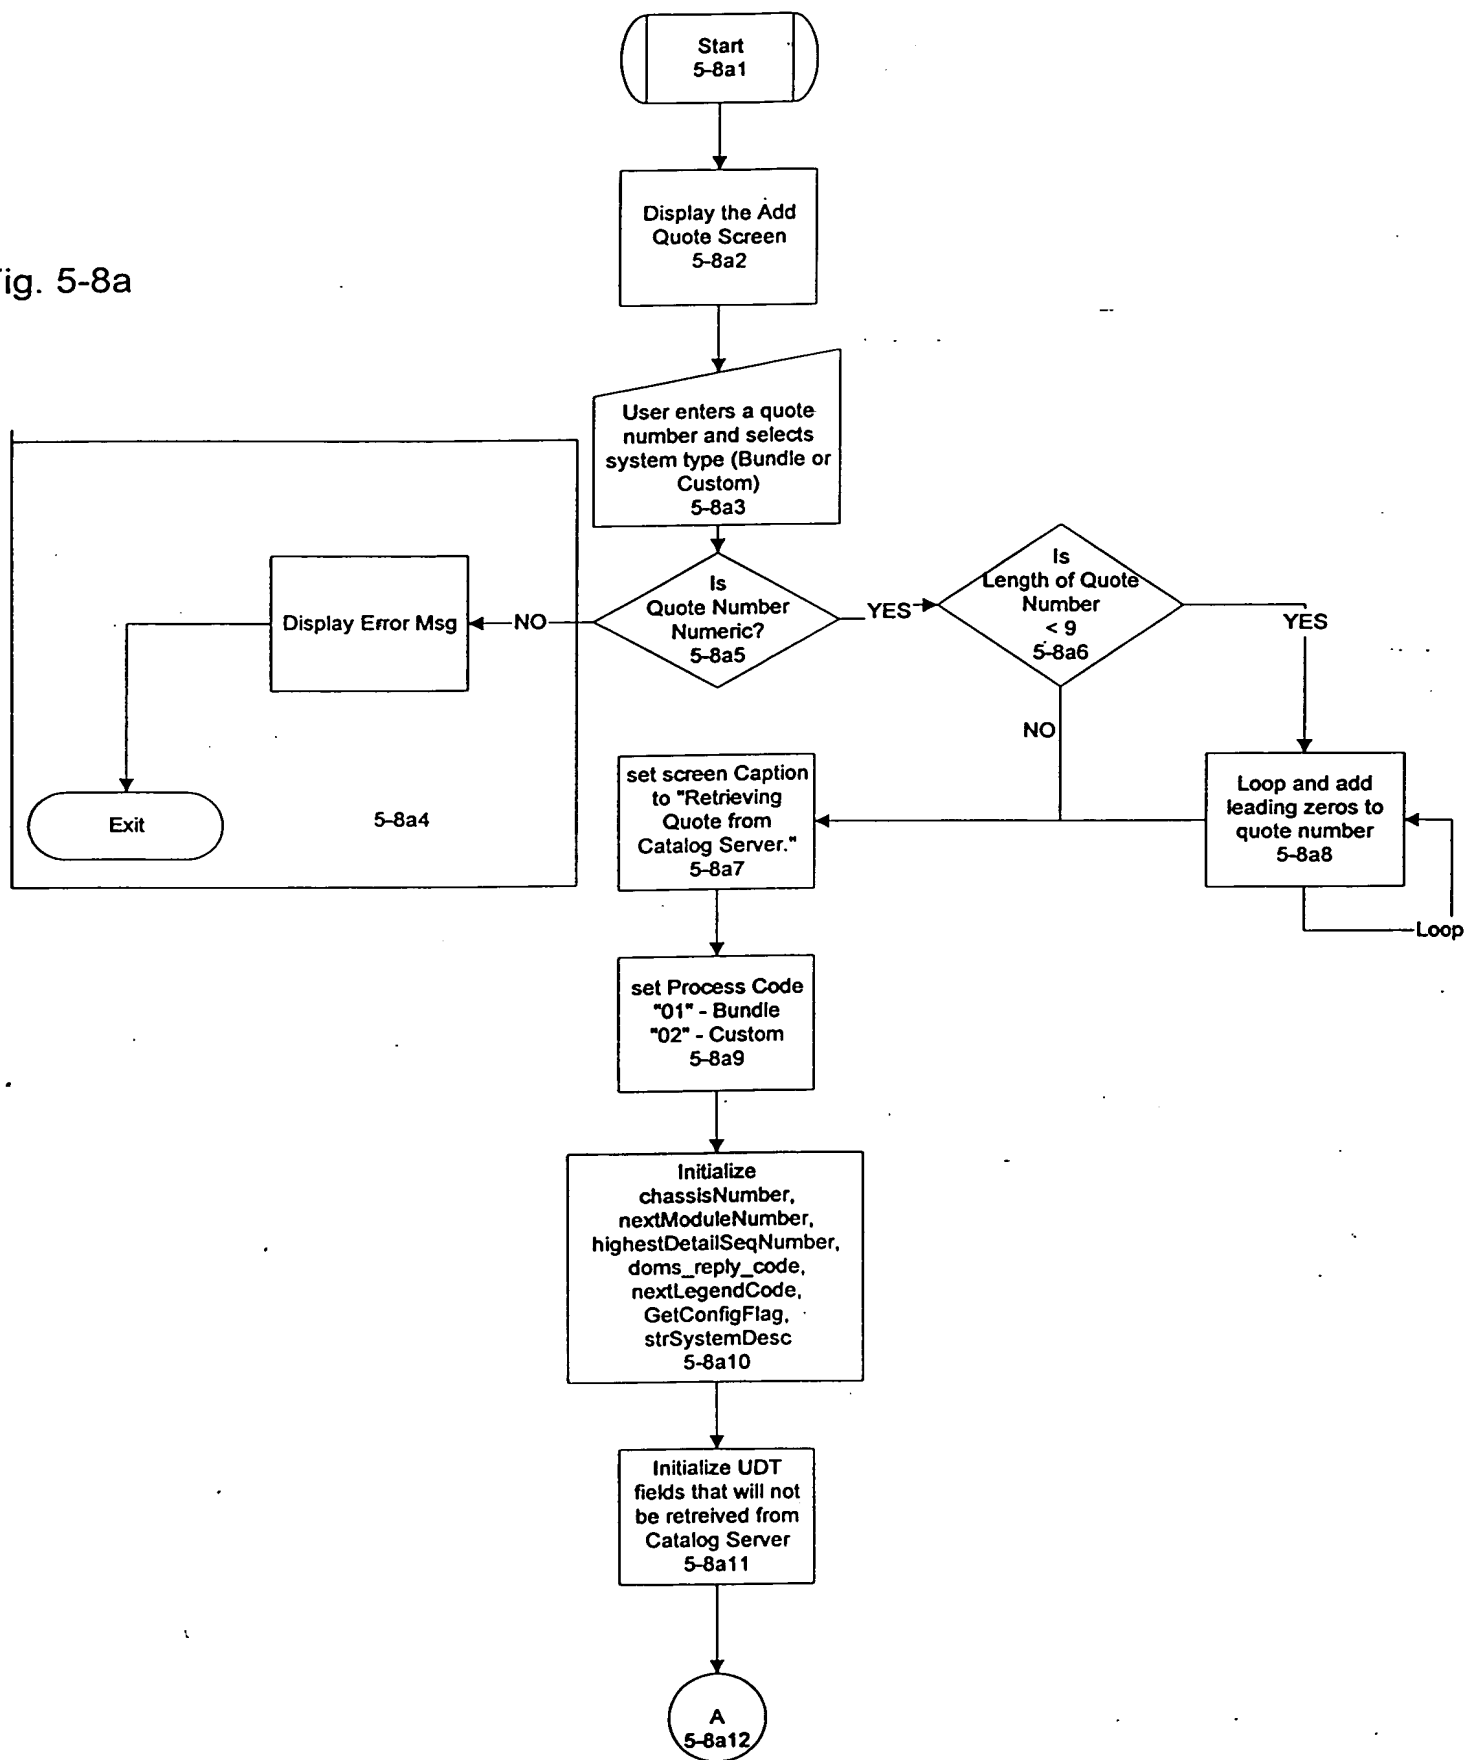 Start
5-8a1
Display the Add
Quote Screen
5-8a2
ig. 5-8a
User enters a quote
number and selects
system type (Bundle or
Custom)
5-8a3
Is
Quote Number
Numeric?
5-8a5
NO
Display Error Msg
Exit
5-8a4
YES
Is
Length of Quote
Number
< 9
5-8a6
YES
NO
Loop and add
leading zeros to
quote number
5-8a8
Loop
set screen Caption
to "Retrieving
Quote from
Catalog Server."
5-8a7
set Process Code
"01" - Bundle
"02" - Custom
5-8a9
Initialize
chassisNumber,
nextModuleNumber,
highestDetailSeqNumber,
doms_reply_code,
nextLegendCode,
GetConfigFlag,
strSystemDesc
5-8a10
Initialize UDT
fields that will not
be retreived from
Catalog Server
5-8a11
A
5-8a12